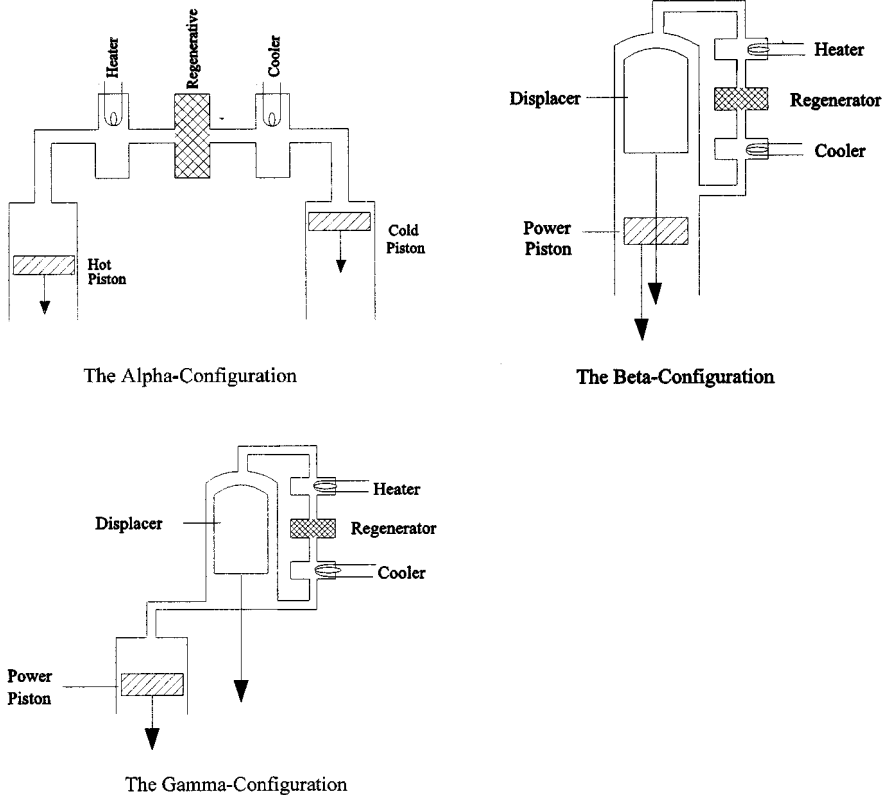 Heater
Regenerative
Cooler
Hot
Piston
Cold
Piston
The Alpha-Configuration
Displacer
Heater
Regenerator
Cooler
Power
Piston
The Beta-Configuration
Displacer
Heater
Regenerator
Cooler
Power
Piston
The Gamma-Configuration